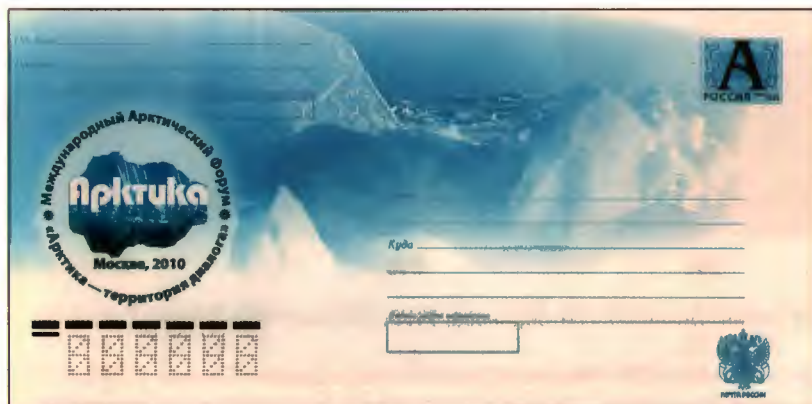 А
РОССИЯ
Международный Арктический форум
Арктика
Москва, 2010
«Арктика — территория диалога»
Куда
ПОЧТА РОССИИ